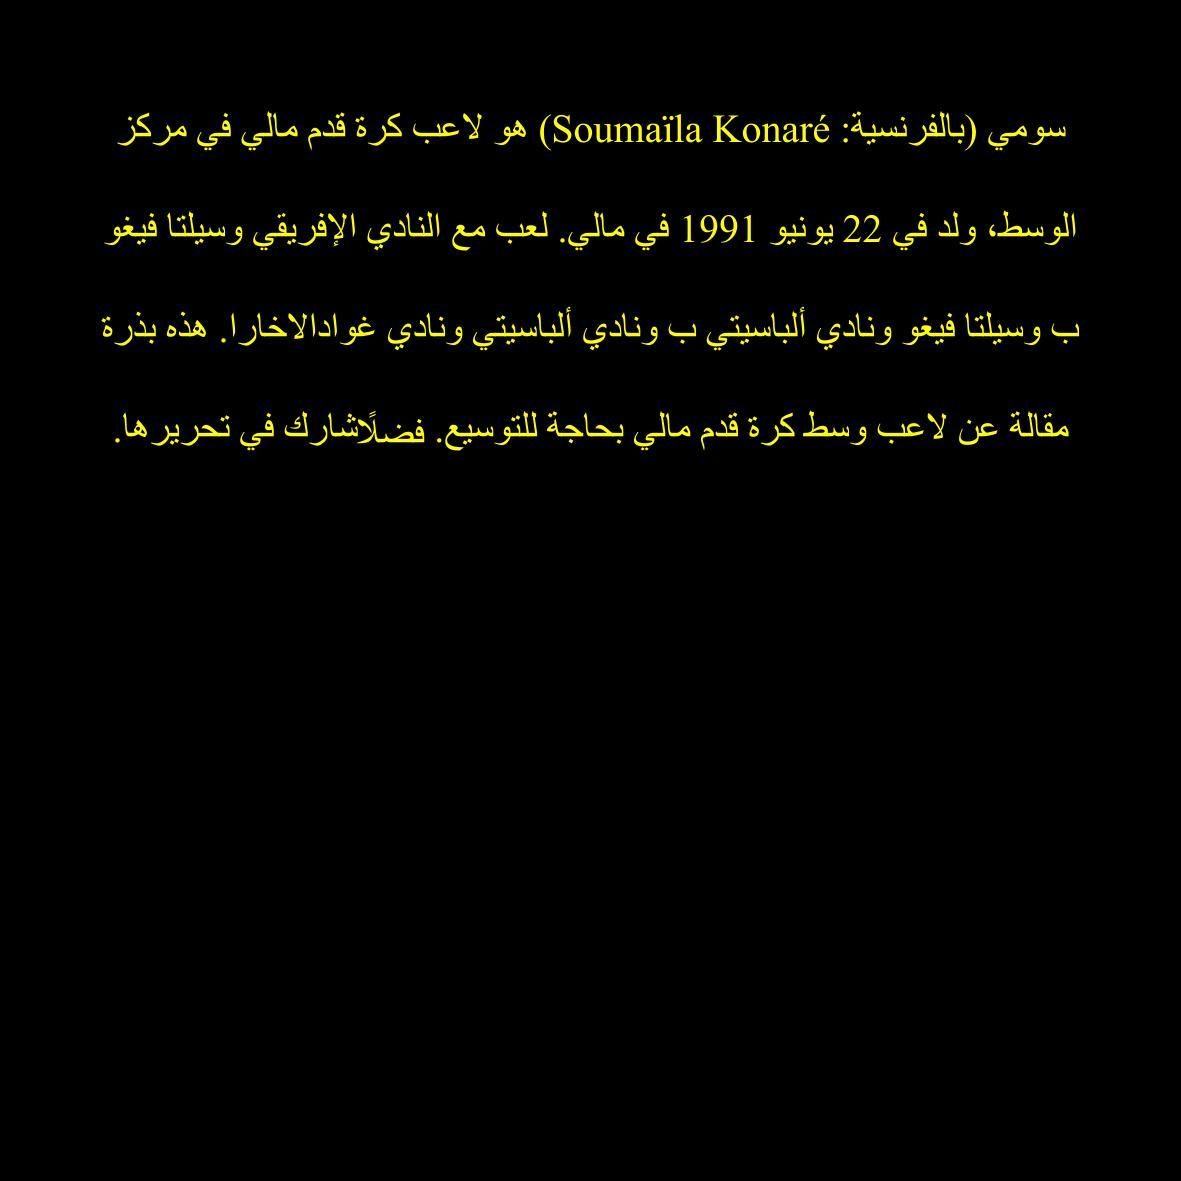 سومي (بالفرنسية: Soumaïla Konaré) هو لاعب كرة قدم مالي في مركز
الوسط، ولد في 22 يونيو 1991 في مالي. لعب مع النادي الإفريقي وسيلتا فيغو
ب وسيلتا فيغو ونادي ألباسيتي ب ونادي ألباسيتي ونادي غوادالاخارا. هذه بذرة
مقالة عن لاعب وسط كرة قدم مالي بحاجة للتوسيع. فضلًاشارك في تحريرها.